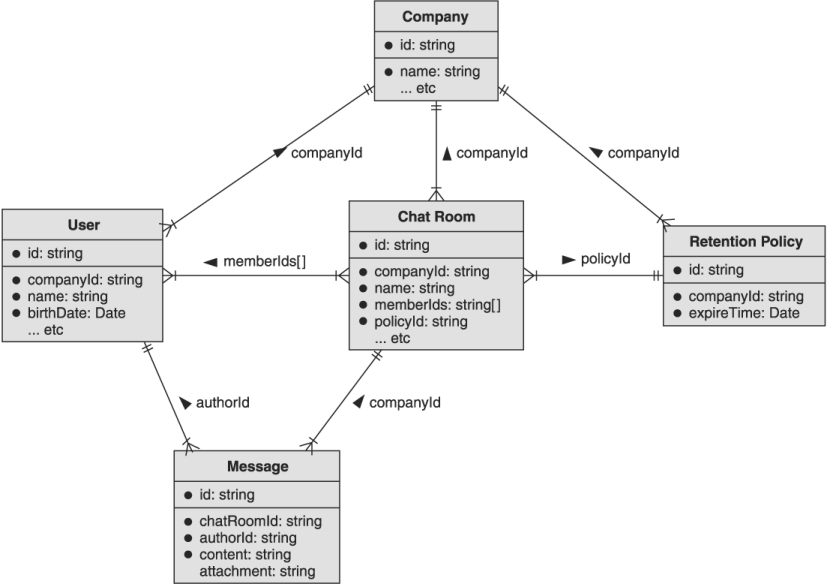 Company
● id: string
● name: string
... etc
companyId
companyId
companyId
User
● id: string
● companyId: string
● name: string
● birthDate: Date
... etc
memberIds[]
Chat Room
● id: string
● companyId: string
● name: string
● memberIds: string[]
● policyId: string
... etc
policyId
Retention Policy
● id: string
● companyId: string
● expireTime: Date
authorId
companyId
Message
● id: string
● chatRoomId: string
● authorId: string
● content: string
attachment: string